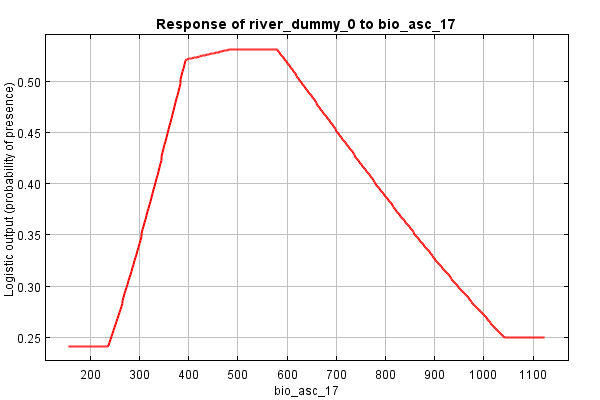 Response of river_dummy_0 to bio_asc_17
Logistic output (probability of presence)
0.50
0.45
0.40
0.35
0.30
0.25
200 300 400 500 600 700 800 900 1000 1100
bio_asc_17